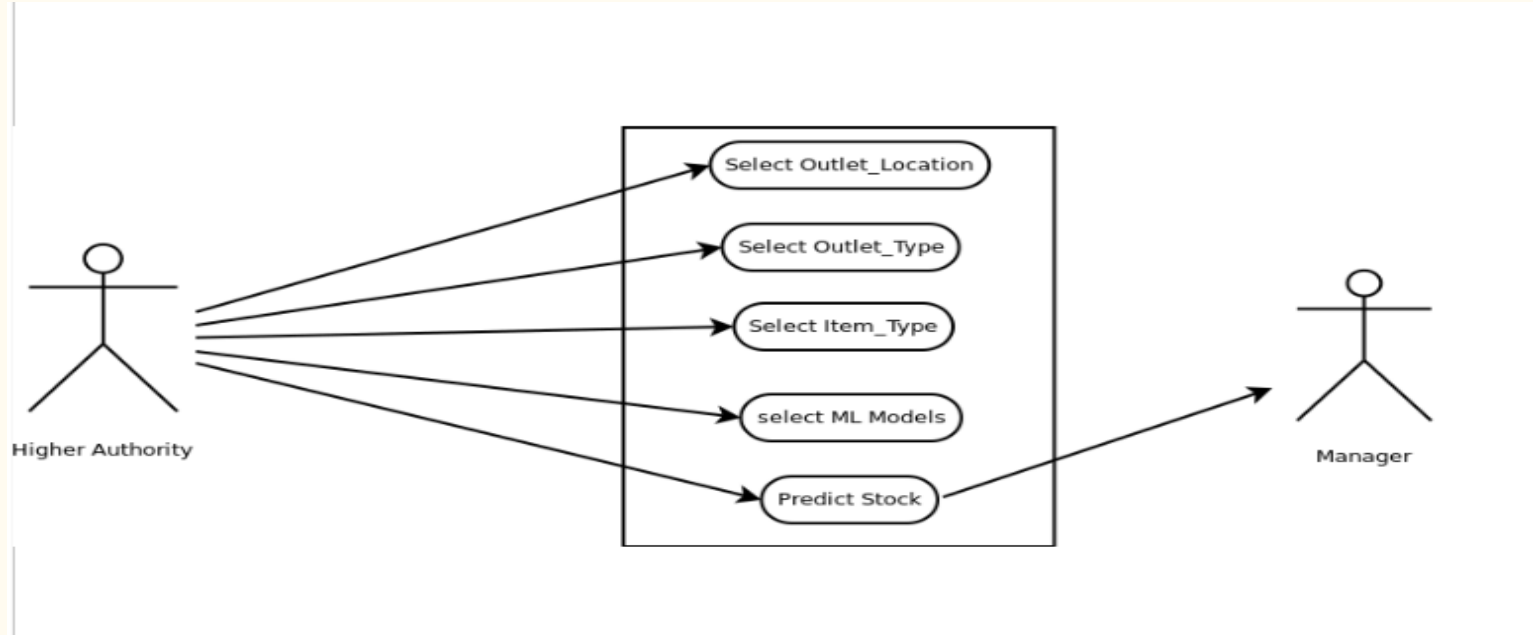 Select Outlet_Location
Select Outlet_Type
Select Item_Type
select ML Models
Predict Stock
Higher Authority
Manager